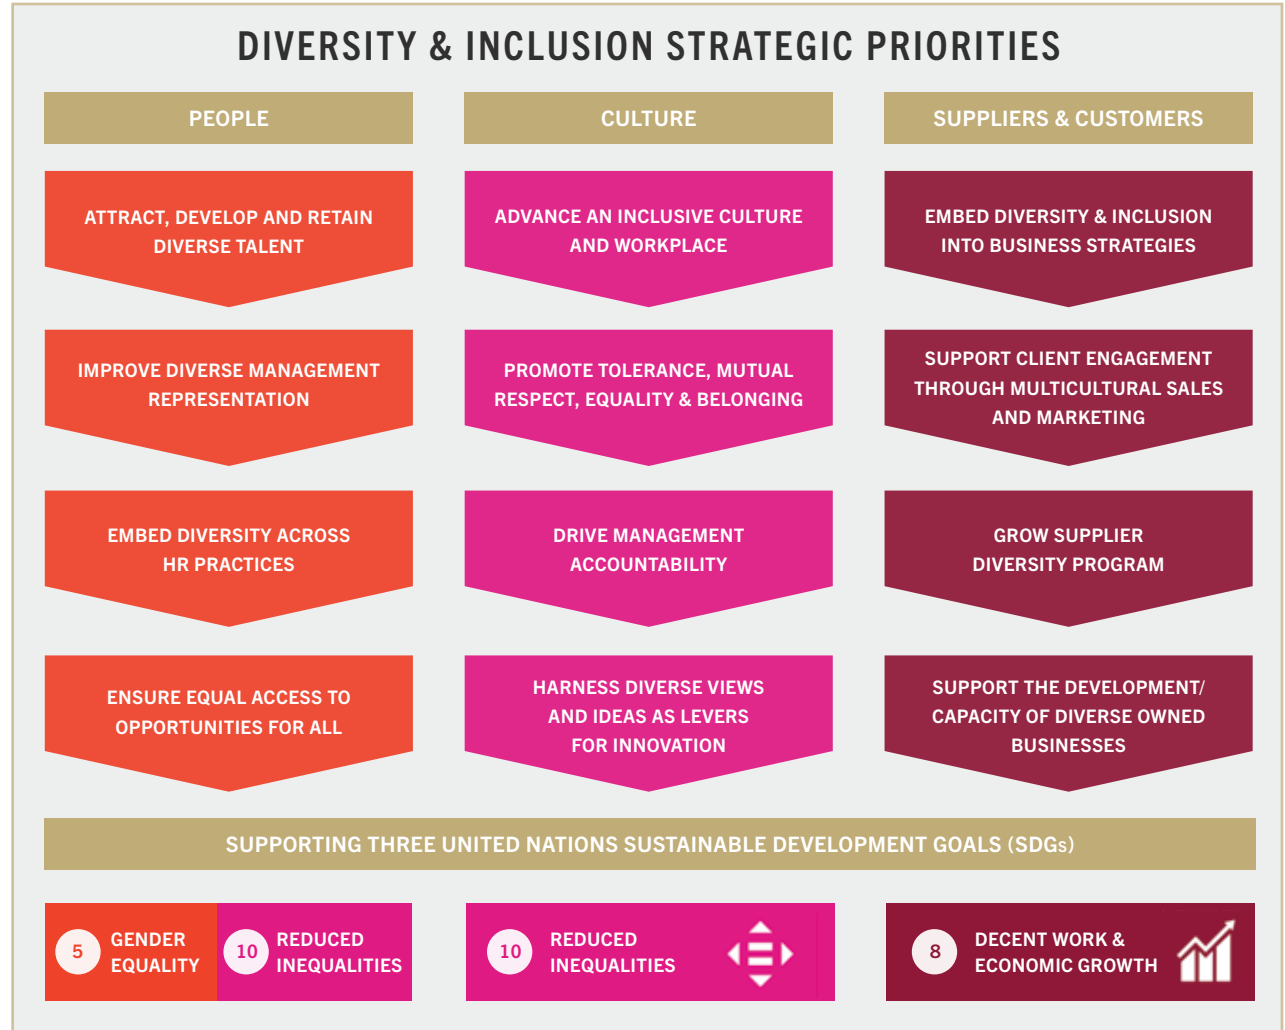 DIVERSITY & INCLUSION STRATEGIC PRIORITIES
PEOPLE
ATTRACT, DEVELOP AND RETAIN
DIVERSE TALENT
IMPROVE DIVERSE MANAGEMENT
REPRESENTATION
EMBED DIVERSITY ACROSS
HR PRACTICES
ENSURE EQUAL ACCESS TO
OPPORTUNITIES FOR ALL
CULTURE
ADVANCE AN INCLUSIVE CULTURE
AND WORKPLACE
PROMOTE TOLERANCE, MUTUAL
RESPECT, EQUALITY & BELONGING
DRIVE MANAGEMENT
ACCOUNTABILITY
HARNESS DIVERSE VIEWS
AND IDEAS AS LEVERS
FOR INNOVATION
SUPPLIERS & CUSTOMERS
EMBED DIVERSITY & INCLUSION
INTO BUSINESS STRATEGIES
SUPPORT CLIENT ENGAGEMENT
THROUGH MULTICULTURAL SALES
AND MARKETING
GROW SUPPLIER
DIVERSITY PROGRAM
SUPPORT THE DEVELOPMENT/
CAPACITY OF DIVERSE OWNED
BUSINESSES
SUPPORTING THREE UNITED NATIONS SUSTAINABLE DEVELOPMENT GOALS (SDGs)
5
GENDER
EQUALITY
10
REDUCED
INEQUALITIES
10
REDUCED
INEQUALITIES
8
DECENT WORK &
ECONOMIC GROWTH